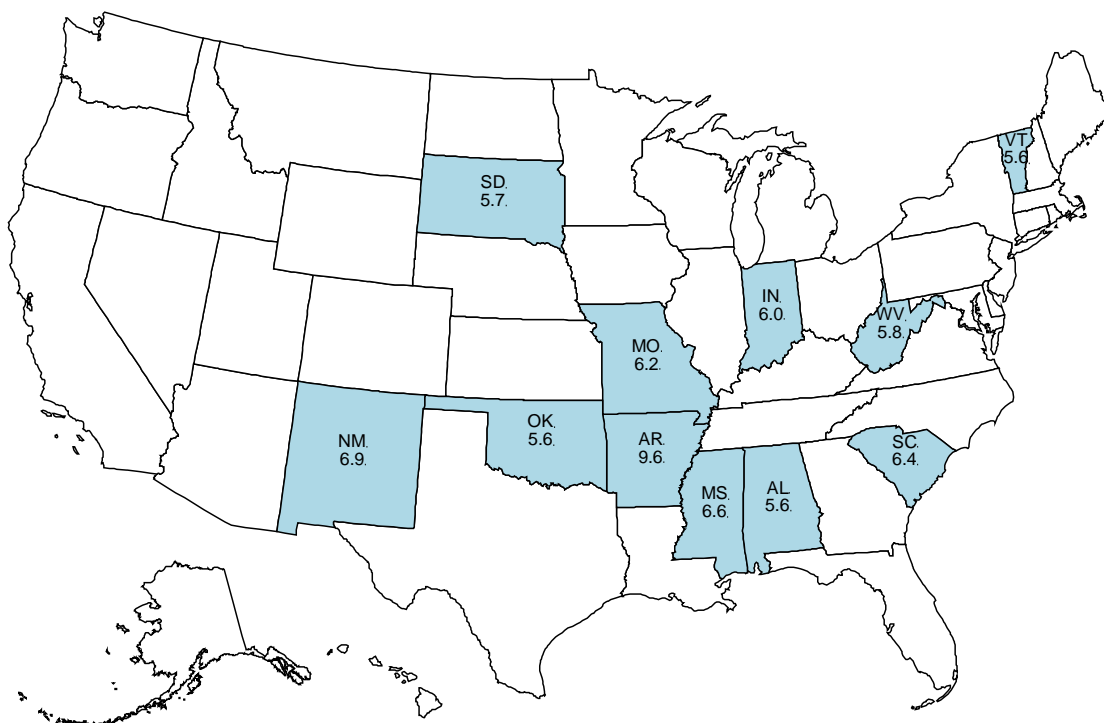 VT
5.6
SD.
5.7.
IN.
6.0.
WV.
5.8.
MO.
6.2.
OK.
5.6.
AR.
9.6.
NM.
6.9.
SC.
6.4.
MS.
6.6.
AL
5.6.